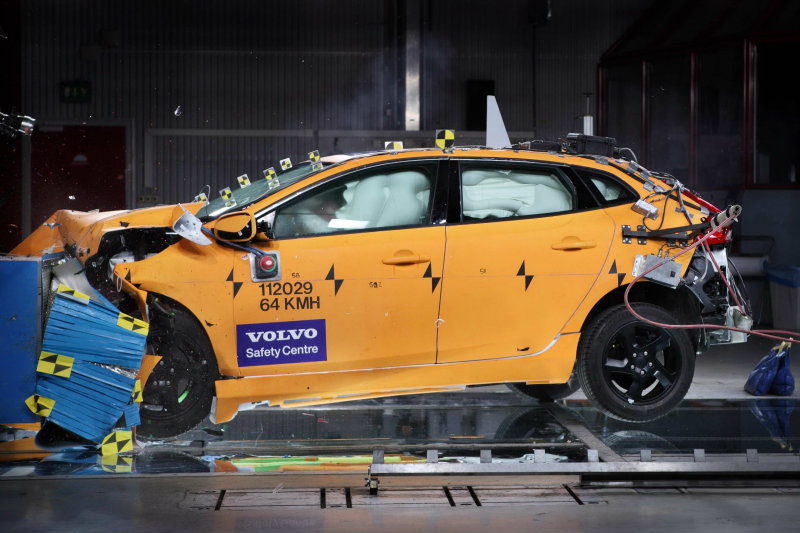 112029
64 KMH
VOLVO
Safety Centre